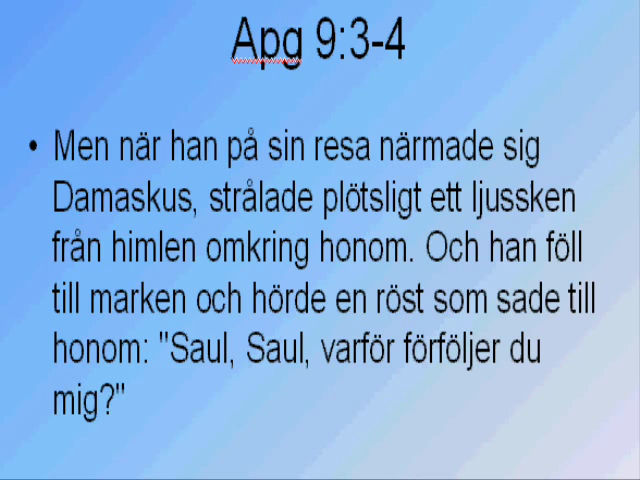 Apg 9:3-4
• Men när han på sin resa närmade sig
Damaskus, strålade plötsligt ett ljussken
från himlen omkring honom. Och han föll
till marken och hörde en röst som sade till
honom: "Saul, Saul, varför förföljer du
mig?"